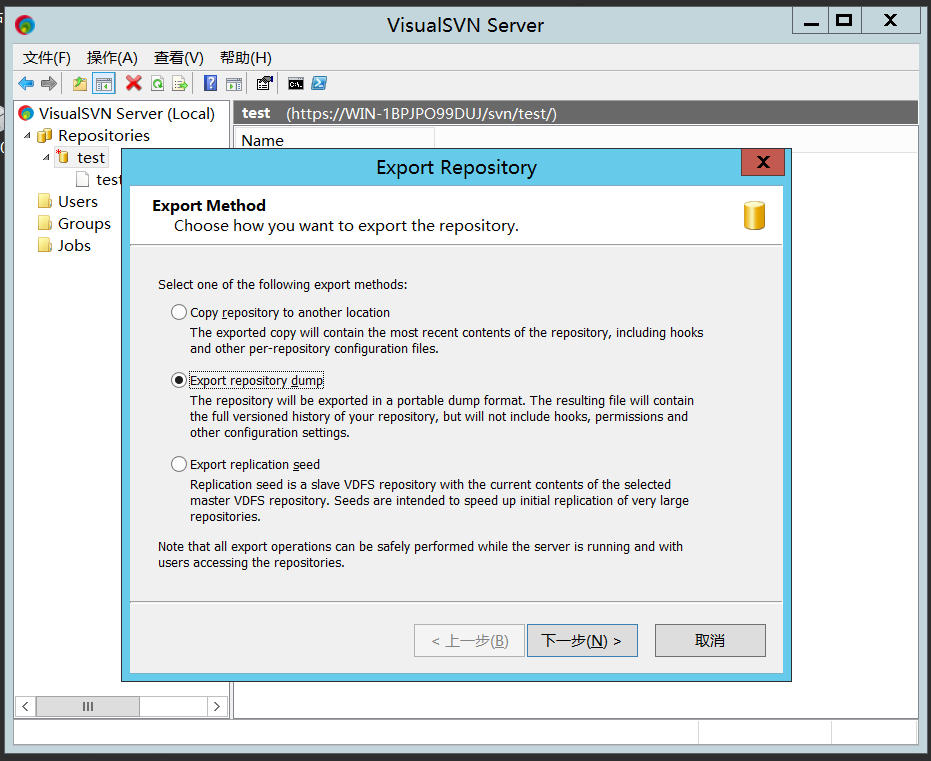 VisualSVN Server
文件(F) 操作(A) 查看(V) 帮助(H)
VisualSVN Server (Local)
Repositories
test
test
Users
Groups
Jobs
test (https://WIN-1BPJPO99DUJ/svn/test/)
Name
Export Repository
Export Method
Choose how you want to export the repository.
Select one of the following export methods:
Copy repository to another location
The exported copy will contain the most recent contents of the repository, including hooks
and other per-repository configuration files.
Export repository dump
The repository will be exported in a portable dump format. The resulting file will contain
the full versioned history of your repository, but will not include hooks, permissions and
other configuration settings.
Export replication seed
Replication seed is a slave VDFS repository with the current contents of the selected
master VDFS repository. Seeds are intended to speed up initial replication of very large
repositories.
Note that all export operations can be safely performed while the server is running and with
users accessing the repositories.
< 上一步(B) 下一步(N) > 取消